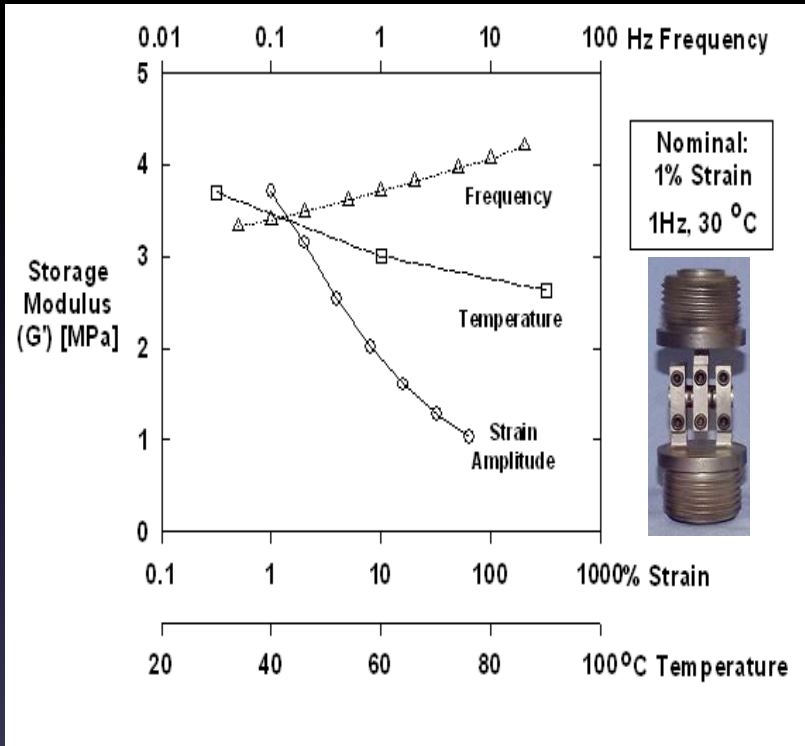 0.01 0.1 1 10 100 Hz Frequency
5
4
3
2
1
0
Storage
Modulus
(G') [MPa]
Frequency
Temperature
Strain
Amplitude
Nominal:
1% Strain
1Hz, 30 °C
0.1 1 10 100 1000% Strain
20 40 60 80 100 °C Temperature